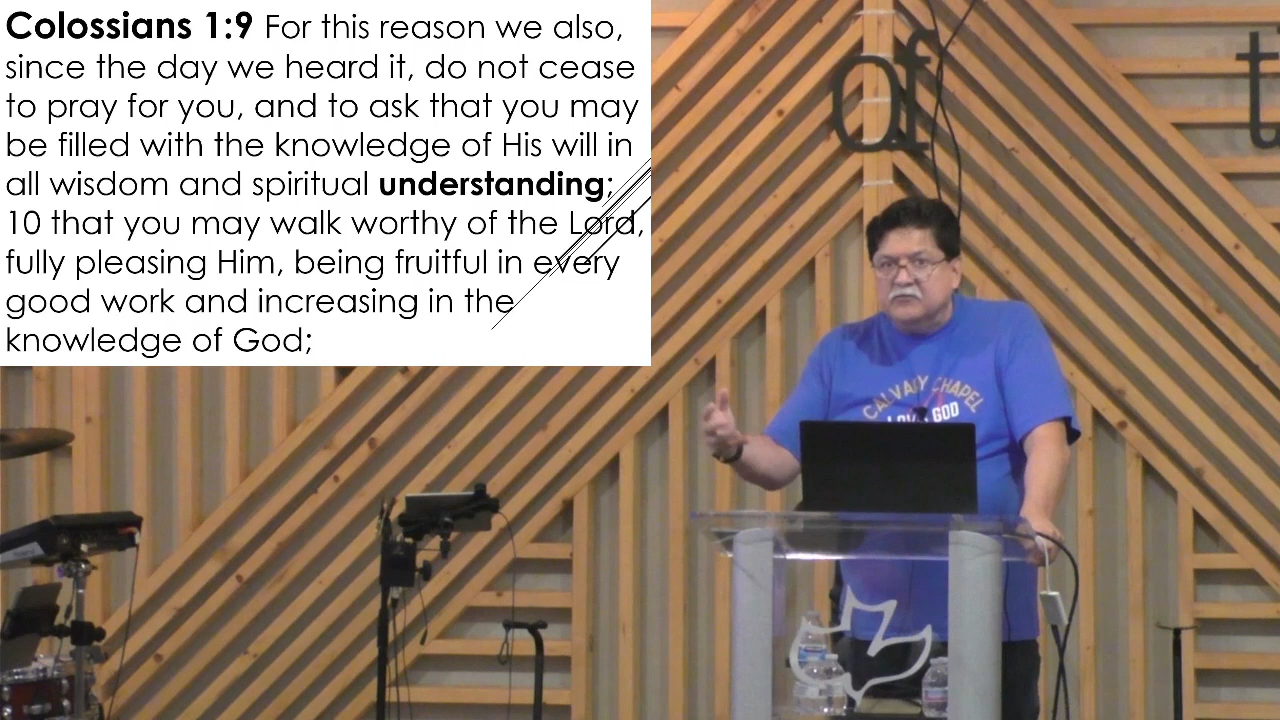 Colossians 1:9 For this reason we also,
since the day we heard it, do not cease
to pray for you, and to ask that you may
be filled with the knowledge of His will in
all wisdom and spiritual understanding;
10 that you may walk worthy of the Lord,
fully pleasing Him, being fruitful in every
good work and increasing in the
knowledge of God;
of
t
CALVARY CHAPEL
LOVE GOD